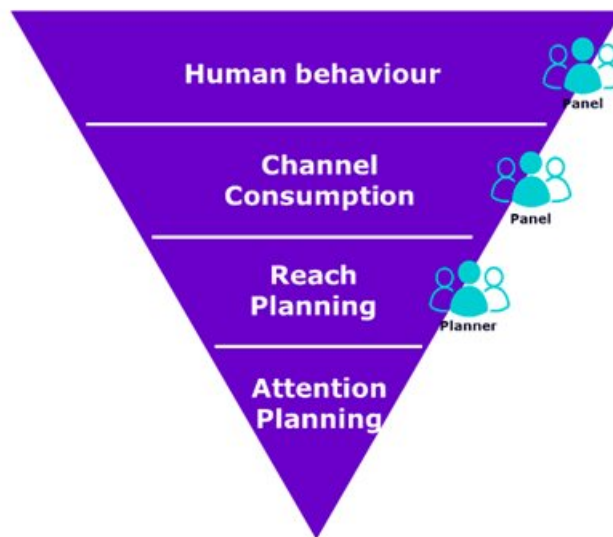 Human behaviour
Panel
Channel
Consumption
Panel
Reach
Planning
Planner
Attention
Planning